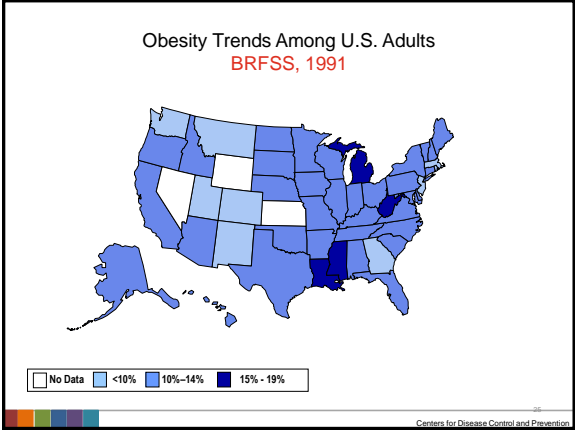 Obesity Trends Among U.S. Adults
BRFSS, 1991
No Data <10% 10%–14% 15% - 19%
26
Centers for Disease Control and Prevention